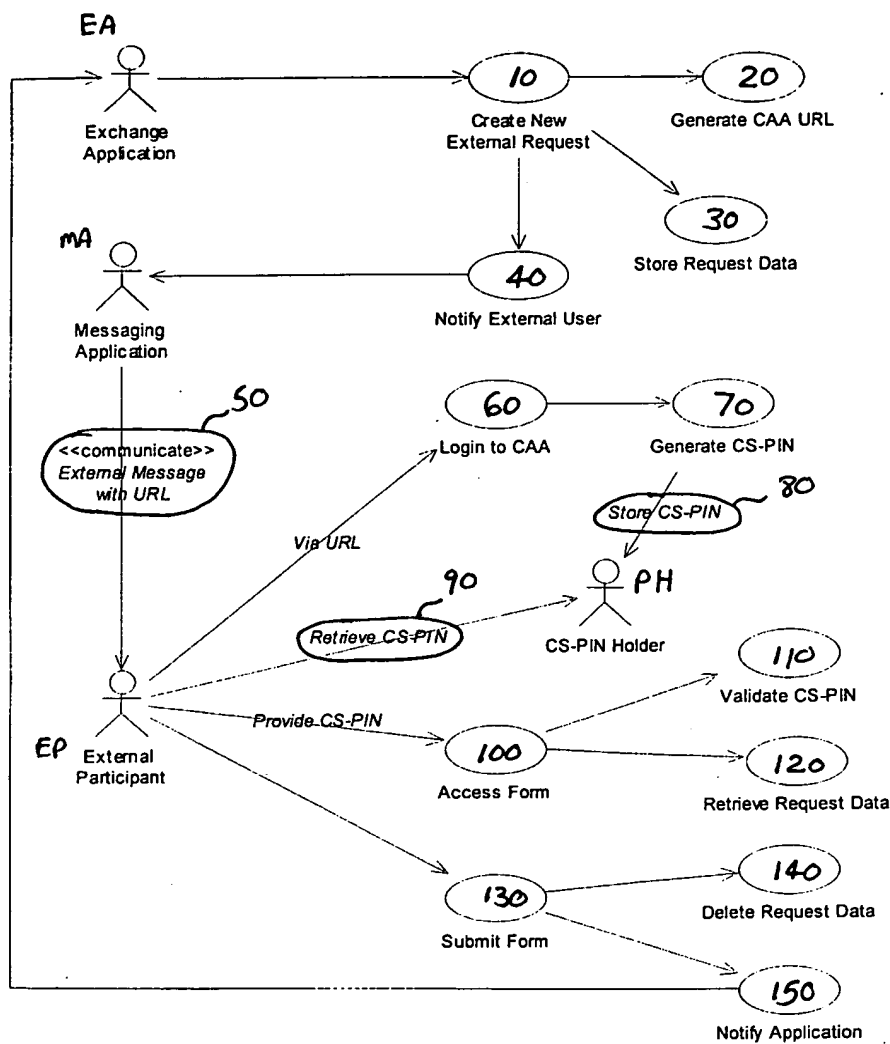 EA
10
20
Exchange
Application
Create New
External Request
Generate CAA URL
30
Store Request Data
MA
40
Messaging
Application
Notify External User
50
<<communicate>>
External Message
with URL
60
Login to CAA
70
Generate CS-PIN
80
Store CS-PIN
Via URL
90
Retrieve CS-PIN
PH
CS-PIN Holder
110
Validate CS-PIN
Provide CS-PIN
EP
External
Participant
100
Access Form
120
Retrieve Request Data
130
Submit Form
140
Delete Request Data
150
Notify Application